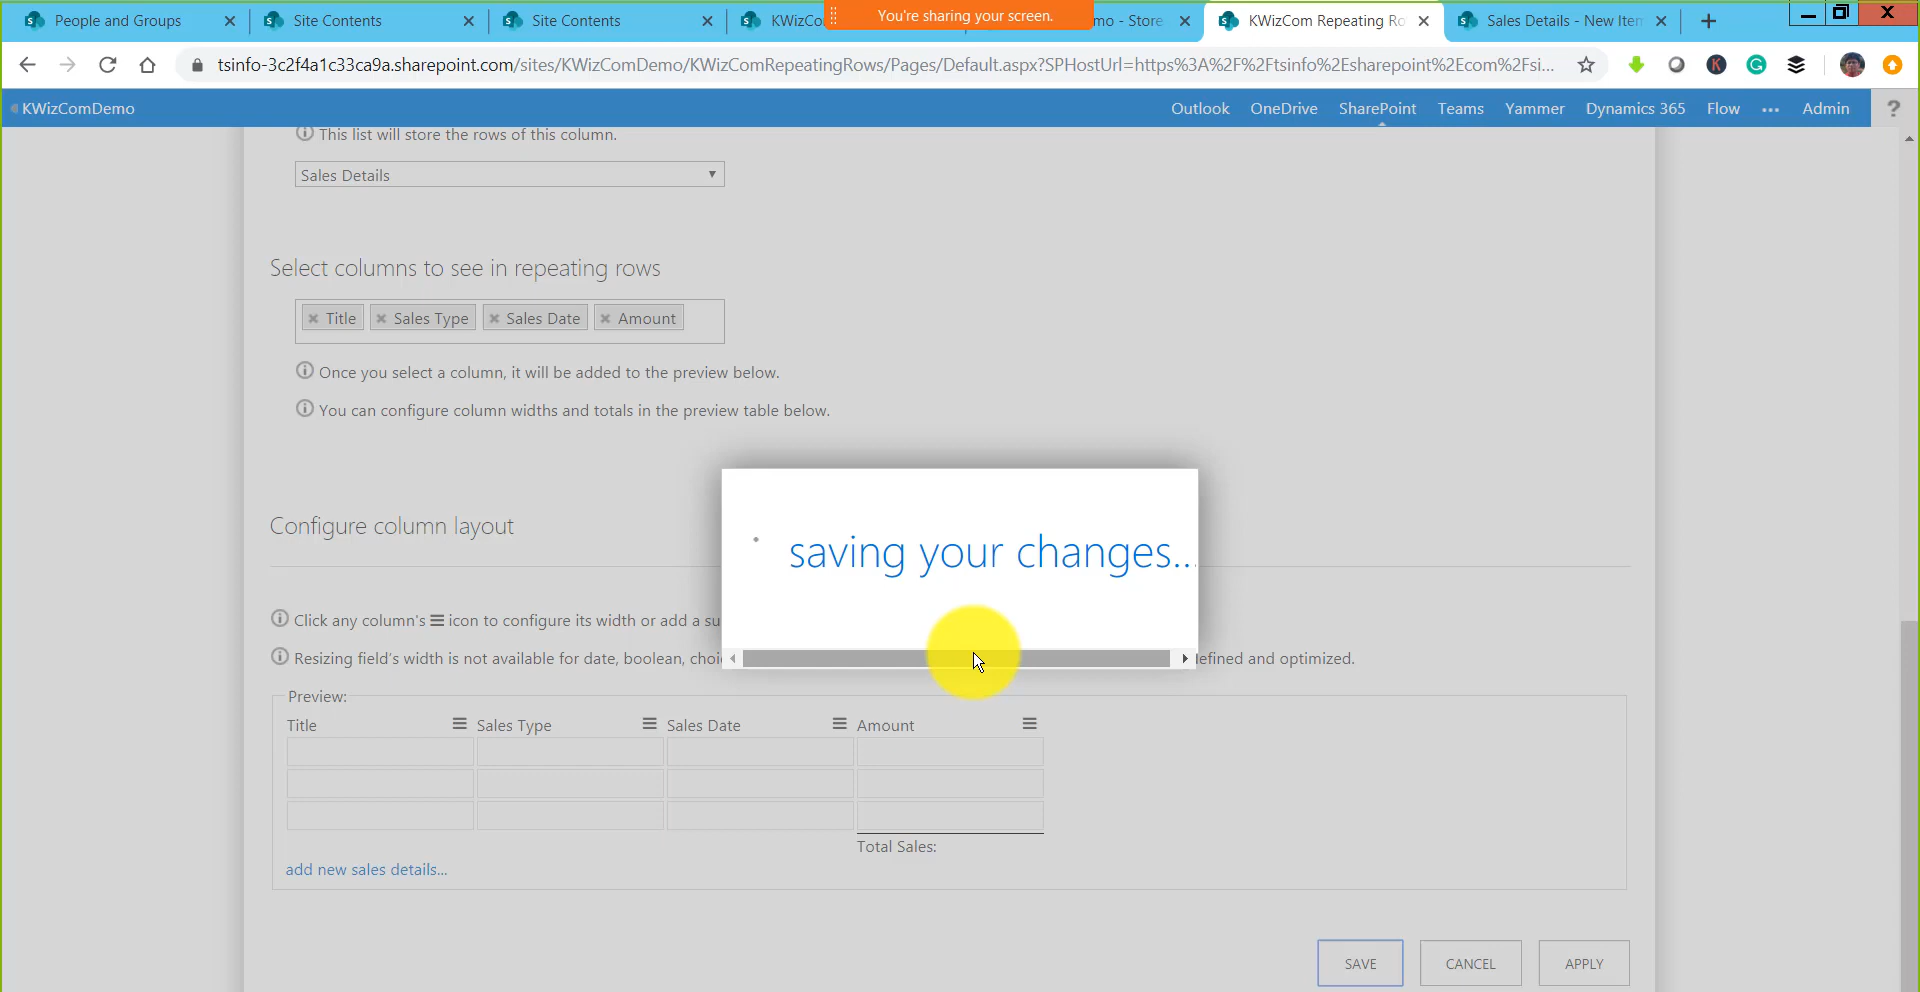 People and Groups
Site Contents
Site Contents
KWizCo
You're sharing your screen.
mo - Store
KWizCom Repeating Ro
Sales Details - New Item
tsinfo-3c2f4a1c33ca9a.sharepoint.com/sites/KWizComDemo/KWizComRepeatingRows/Pages/Default.aspx?SPHostUrl=https%3A%2F%2Ftsinfo%2Esharepoint%2Ecom%2Fsi...
KWizComDemo
Outlook OneDrive SharePoint Teams Yammer Dynamics 365 Flow ... Admin ?
This list will store the rows of this column.
Sales Details
Select columns to see in repeating rows
Title Sales Type Sales Date Amount
Once you select a column, it will be added to the preview below.
You can configure column widths and totals in the preview table below.
saving your changes...
Configure column layout
Click any column's ≡ icon to configure its width or add a su
Resizing field's width is not available for date, boolean, choi efined and optimized.
Preview:
Title Sales Type Sales Date Amount
Total Sales:
add new sales details...
SAVE CANCEL APPLY